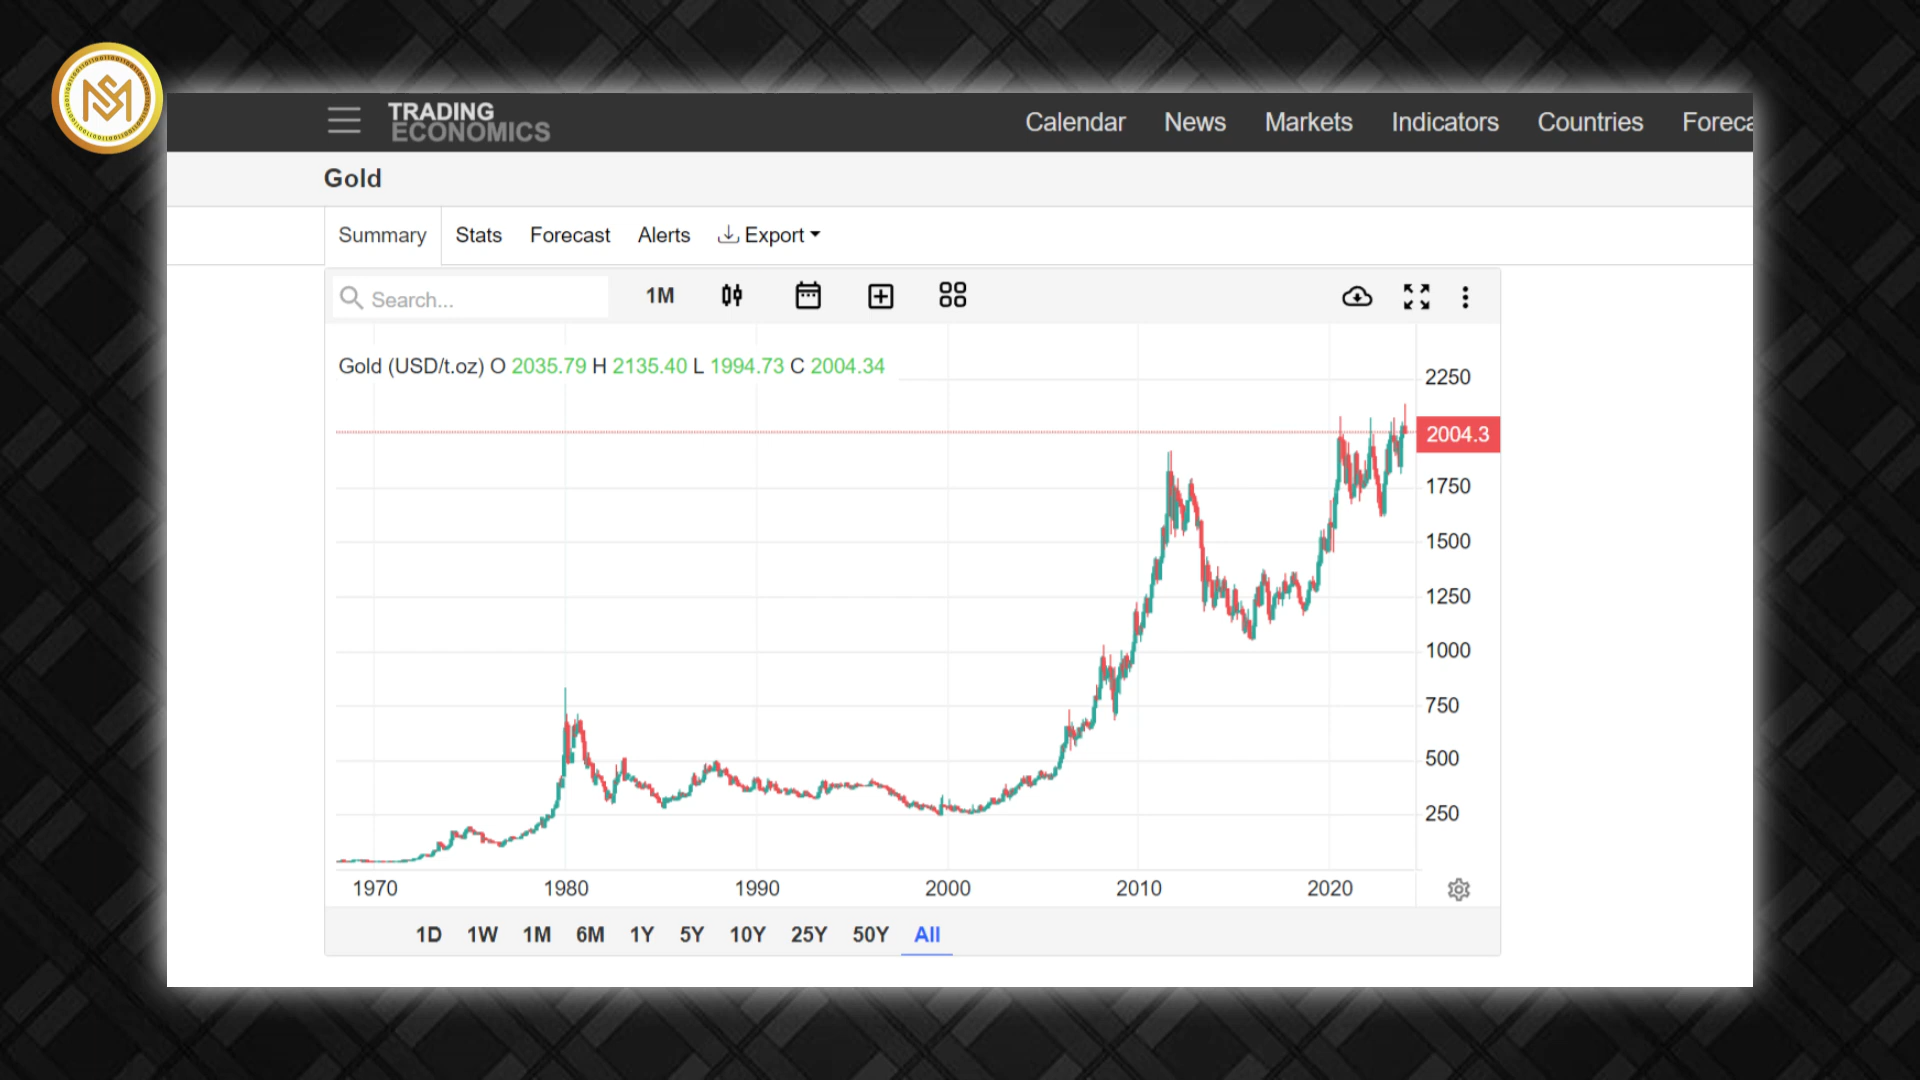 TRADING
ECONOMICS
Calendar News Markets Indicators Countries Foreca
Gold
Summary Stats Forecast Alerts Export
Search... 1M
Gold (USD/t.oz) O 2035.79 H 2135.40 L 1994.73 C 2004.34
2250
2004.3
1750
1500
1250
1000
750
500
250
1970 1980 1990 2000 2010 2020
1D 1W 1M 6M 1Y 5Y 10Y 25Y 50Y All